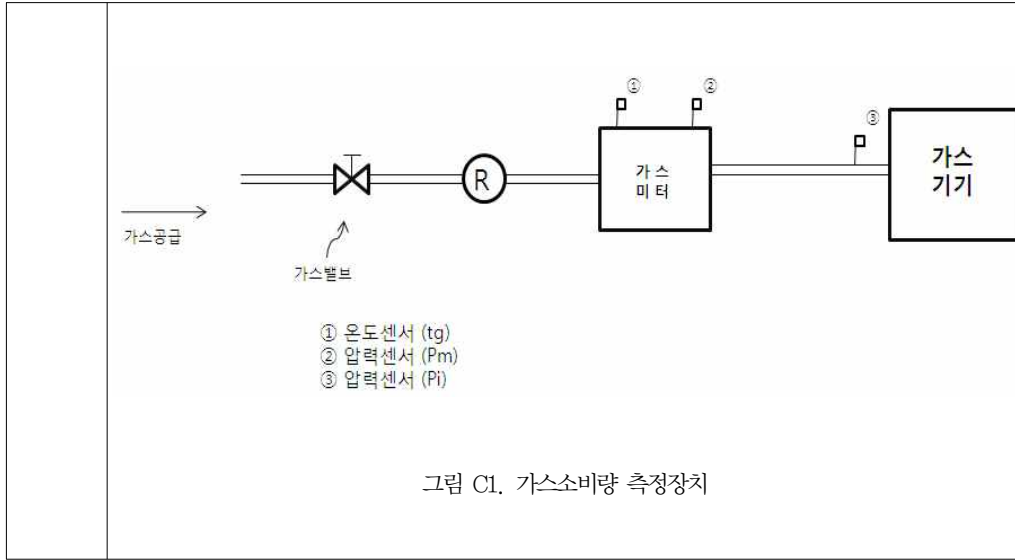 ①
②
③
가 스
미 터
가스
기기
R
가스공급
가스밸브
① 온도센서 (tg)
② 압력센서 (Pm)
③ 압력센서 (Pi)
그림 C1. 가스소비량 측정장치